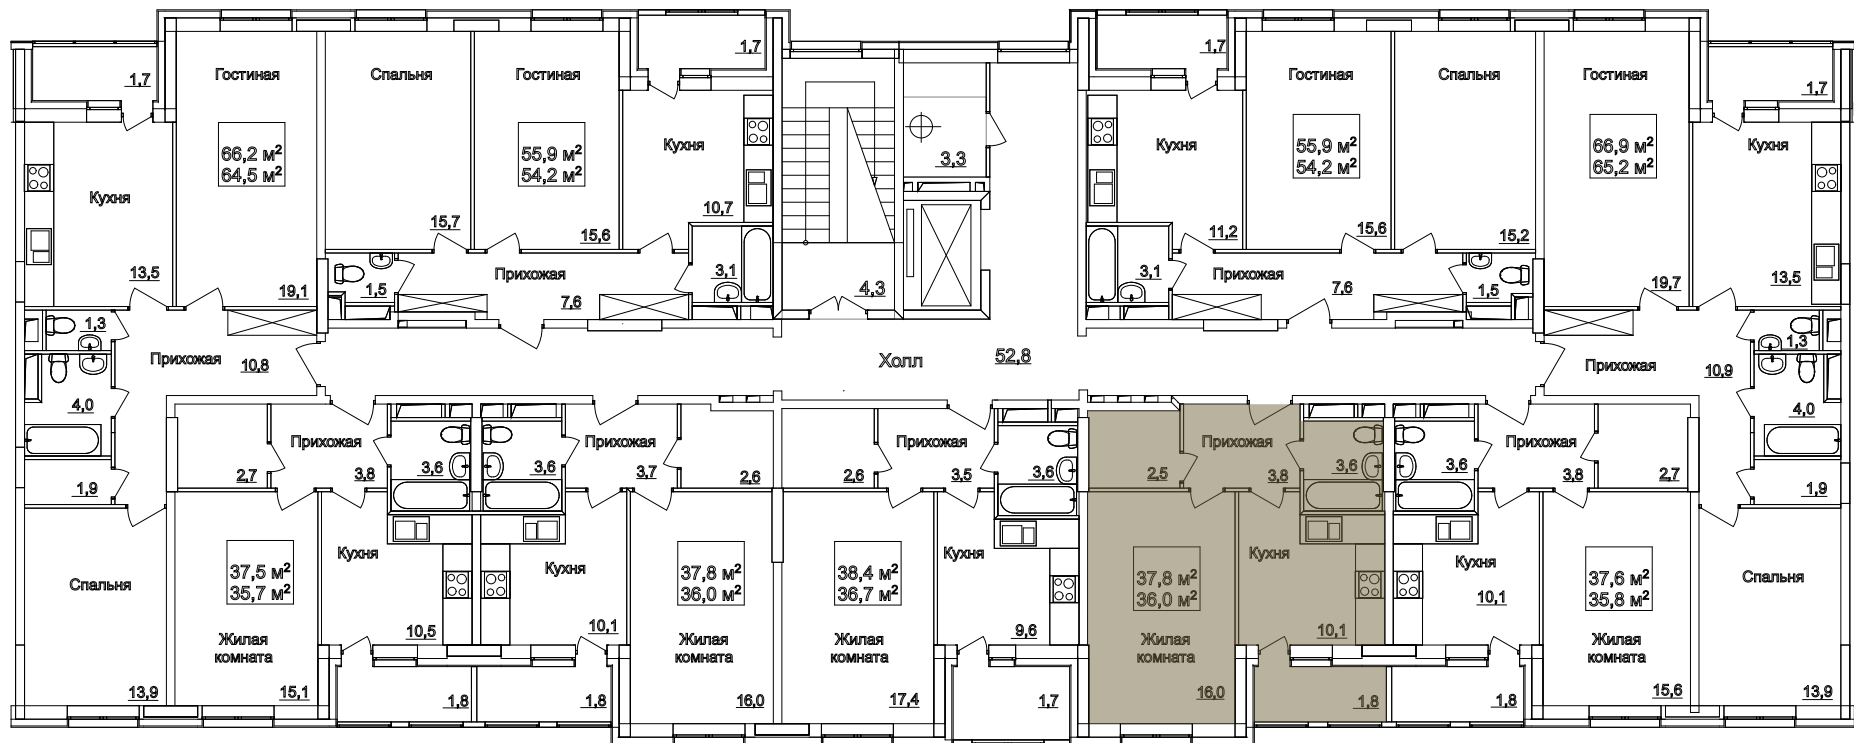 1,7
Гостиная
66,2 м²
64,5 м²
Кухня
13,5
19,1
Спальня
15,7
Гостиная
55,9 м²
54,2 м²
15,6
1,7
Кухня
10,7
1,5
Прихожая
7,6
3,1
4,3
3,3
1,7
Кухня
11,2
Гостиная
55,9 м²
54,2 м²
15,6
Спальня
15,2
Гостиная
66,9 м²
65,2 м²
19,7
1,7
Кухня
13,5
3,1
Прихожая
7,6
1,5
1,3
Прихожая
10,8
4,0
1,9
Холл
52,8
Прихожая
10,9
1,3
4,0
1,9
2,7
Прихожая
3,8
3,6
3,6
Прихожая
3,7
2,6
2,6
Прихожая
3,5
3,6
2,5
Прихожая
3,8
3,6
3,6
Прихожая
3,8
2,7
Спальня
13,9
37,5 м²
35,7 м²
Жилая
комната
15,1
Кухня
10,5
1,8
Кухня
10,1
1,8
37,8 м²
36,0 м²
Жилая
комната
16,0
38,4 м²
36,7 м²
Жилая
комната
17,4
Кухня
9,6
1,7
37,8 м²
36,0 м²
Жилая
комната
16,0
Кухня
10,1
1,8
Кухня
10,1
1,8
37,6 м²
35,8 м²
Жилая
комната
15,6
Спальня
13,9